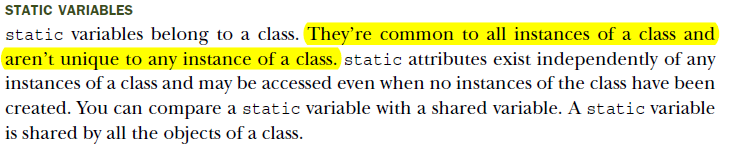 STATIC VARIABLES
static variables belong to a class. They’re common to all instances of a class and
aren’t unique to any instance of a class. static attributes exist independently of any
instances of a class and may be accessed even when no instances of the class have been
created. You can compare a static variable with a shared variable. A static variable
is shared by all the objects of a class.